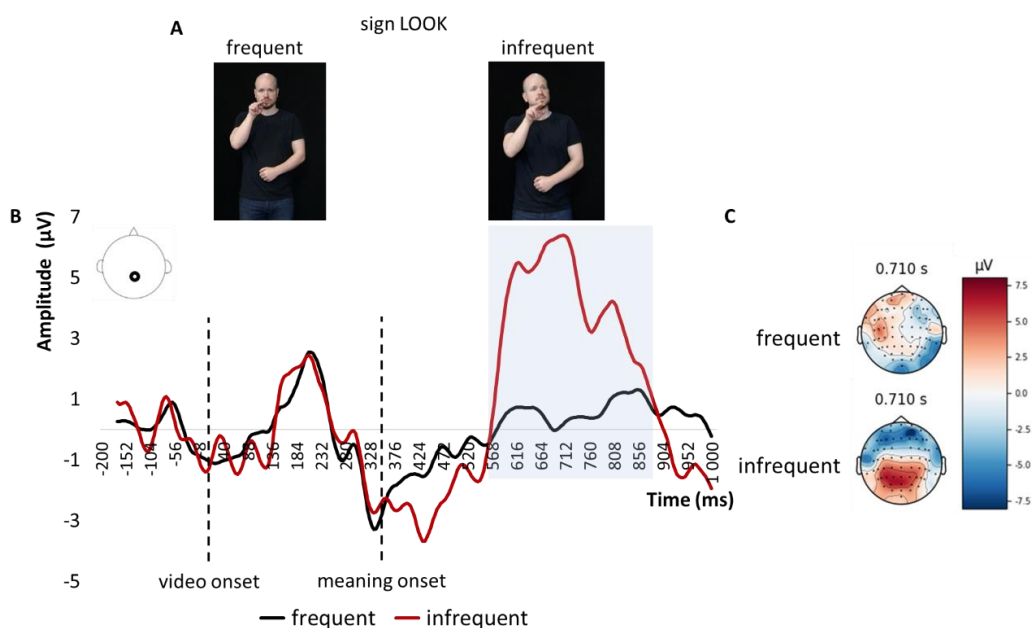 A
sign LOOK
frequent
infrequent
B
7
5
3
1
-1
-3
-5
Amplitude (µV)
-200
-152
-104
-56
-8
40
88
136
184
232
280
328
376
424
472
520
568
616
664
712
760
808
856
904
952
1 000
Time (ms)
video onset
meaning onset
frequent infrequent
C
0.710 s
frequent
0.710 s
infrequent
µV
7.5
5.0
2.5
0.0
-2.5
-5.0
-7.5